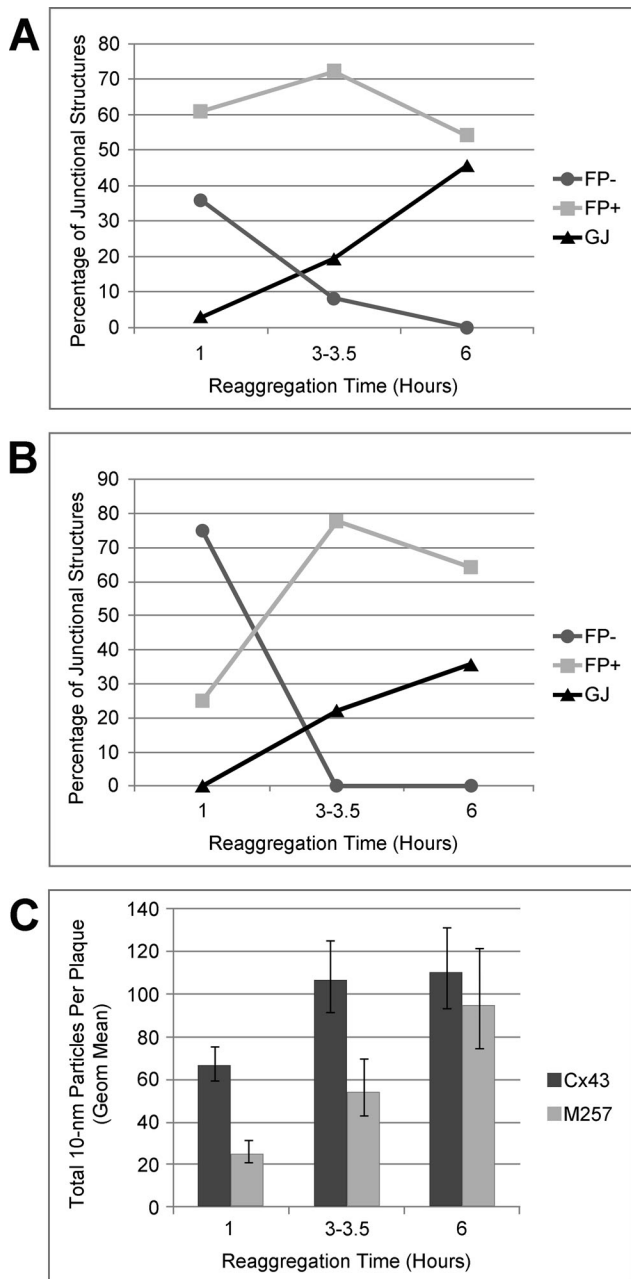 A
Percentage of Junctional Structures
80
70
60
50
40
30
20
10
0
1
3-3.5
6
Reaggregation Time (Hours)
FP-
FP+
GJ
B
Percentage of Junctional Structures
90
80
70
60
50
40
30
20
10
0
1
3-3.5
6
Reaggregation Time (Hours)
FP-
FP+
GJ
C
Total 10-nm Particles Per Plaque
(Geom Mean)
140
120
100
80
60
40
20
0
1
3-3.5
6
Reaggregation Time (Hours)
Cx43
M257